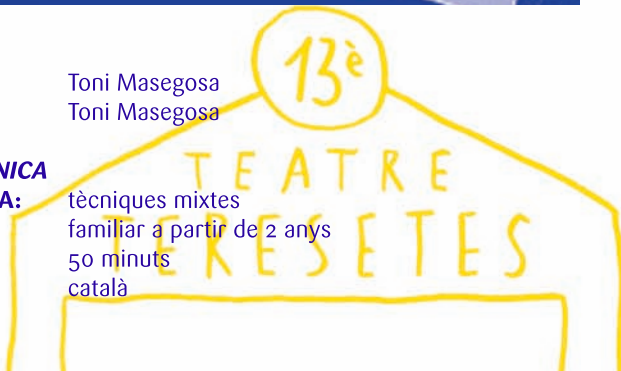 13è
Toni Masegosa
Toni Masegosa
TEATRE
NICA
A: tècniques mixtes
familiar a partir de 2 anys
TERESETES
50 minuts
català